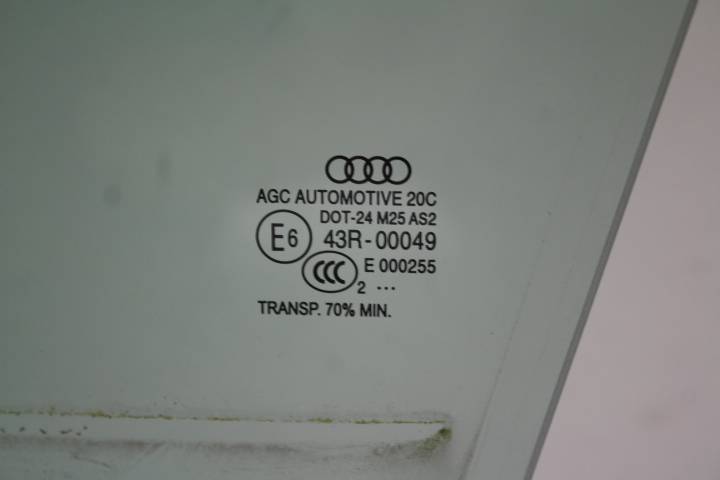 AGC AUTOMOTIVE 20C
DOT-24 M25 AS2
E6 43R-00049
CCC E 000255
2 ...
TRANSP. 70% MIN.